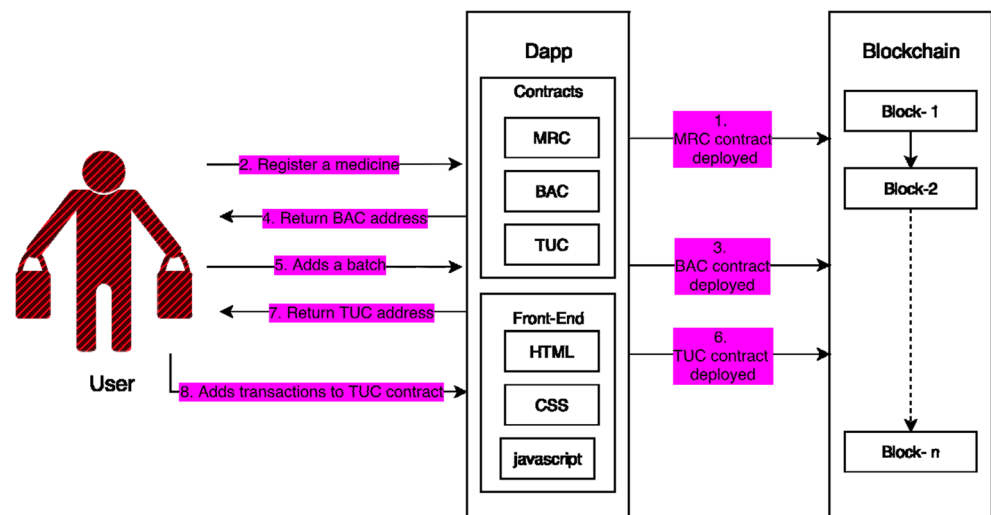 Dapp
Blockchain
Contracts
MRC
BAC
TUC
Front-End
HTML
CSS
javascript
1.
MRC contract
deployed
2. Register a medicine
3.
BAC contract
deployed
4. Return BAC address
5. Adds a batch
6.
TUC contract
deployed
7. Return TUC address
8. Adds transactions to TUC contract
User
Block- 1
Block-2
Block- n